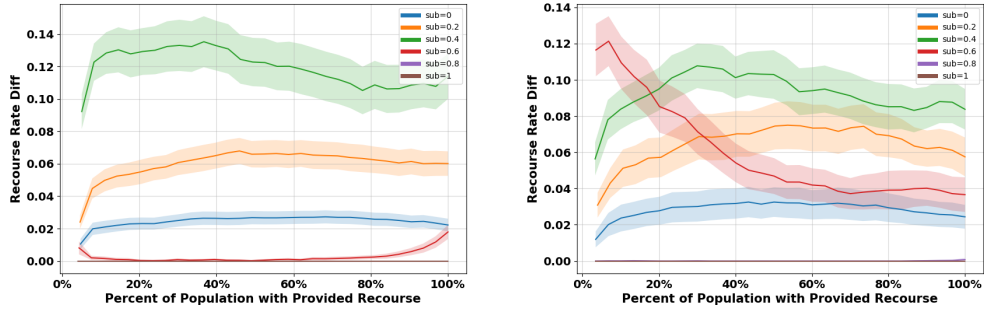 0.14
0.12
0.10
0.08
0.06
0.04
0.02
0.00
Recourse Rate Diff
0% 20% 40% 60% 80% 100%
Percent of Population with Provided Recourse
sub=0
sub=0.2
sub=0.4
sub=0.6
sub=0.8
sub=1
0.14
0.12
0.10
0.08
0.06
0.04
0.02
0.00
Recourse Rate Diff
0% 20% 40% 60% 80% 100%
Percent of Population with Provided Recourse
sub=0
sub=0.2
sub=0.4
sub=0.6
sub=0.8
sub=1